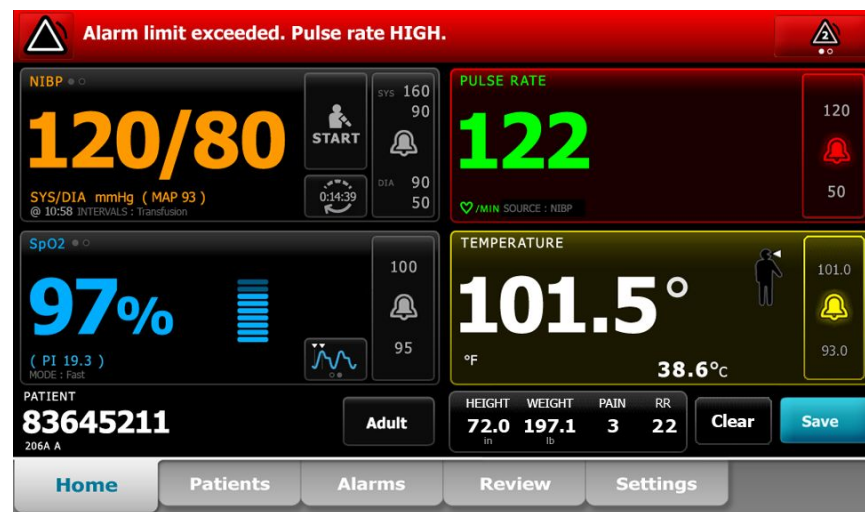 Alarm limit exceeded. Pulse rate HIGH.
2
NIBP
120/80
SYS/DIA mmHg ( MAP 93 )
@ 10:58 INTERVALS : Transfusion
START
0:14:39
SYS 160
90
DIA 90
50
PULSE RATE
122
/MIN SOURCE : NIBP
120
50
SpO2
97%
( PI 19.3 )
MODE : Fast
100
95
TEMPERATURE
101.5°
°F
38.6°C
101.0
93.0
PATIENT
83645211
206A A
Adult
HEIGHT WEIGHT PAIN RR
72.0 197.1 3 22
in lb
Clear
Save
Home Patients Alarms Review Settings